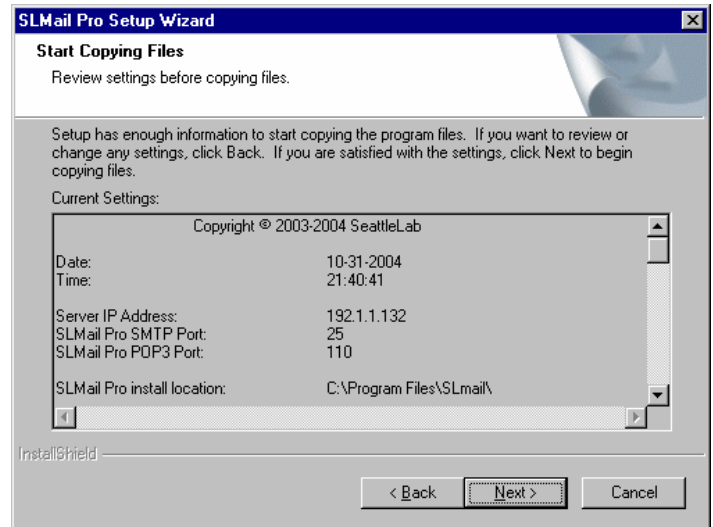 SLMail Pro Setup Wizard
Start Copying Files
Review settings before copying files.
Setup has enough information to start copying the program files. If you want to review or
change any settings, click Back. If you are satisfied with the settings, click Next to begin
copying files.
Current Settings:
Copyright © 2003-2004 SeattleLab
Date: 10-31-2004
Time: 21:40:41
Server IP Address: 192.1.1.132
SLMail Pro SMTP Port: 25
SLMail Pro POP3 Port: 110
SLMail Pro install location: C:\Program Files\SLmail\
InstallShield
< Back Next > Cancel